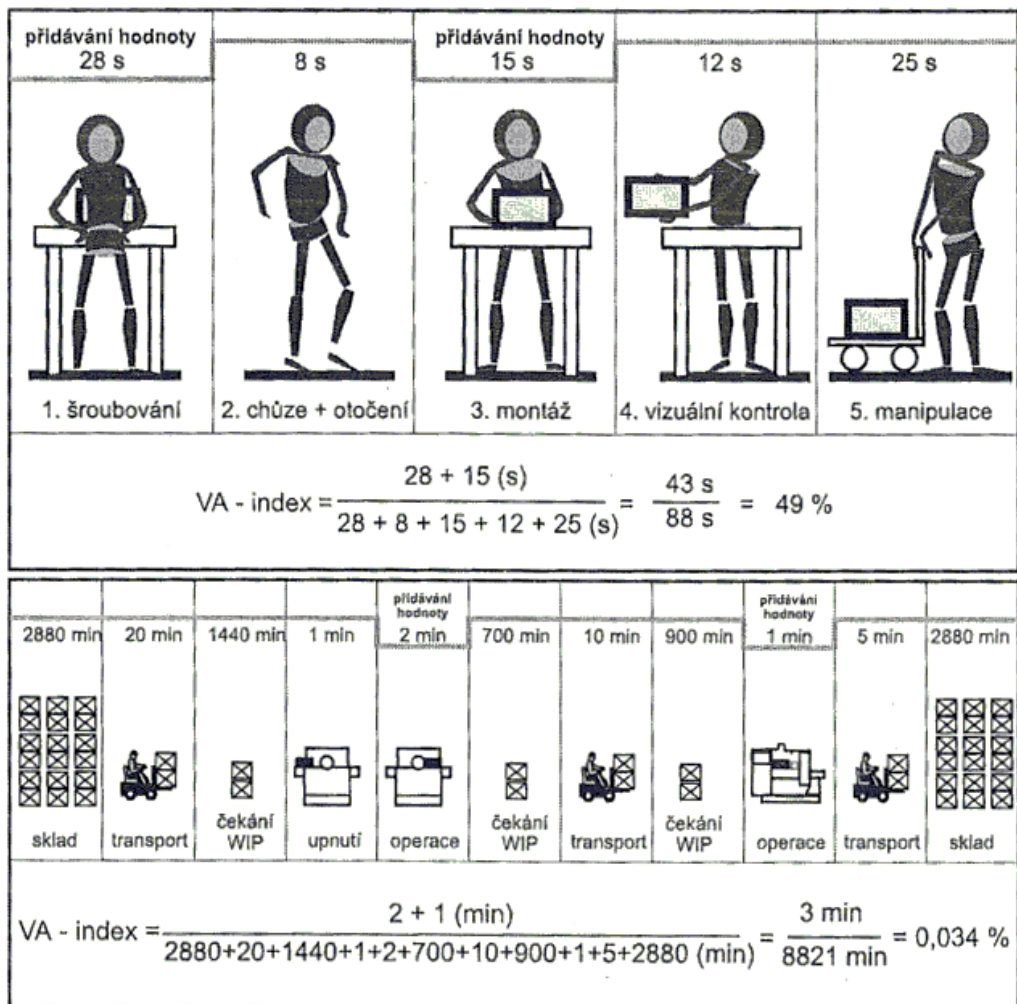 přidávání hodnoty
28 s
8 s
přidávání hodnoty
15 s
12 s
25 s
1. šroubování
2. chůze + otočení
3. montáž
4. vizuální kontrola
5. manipulace
VA - index = 28 + 15 (s) / 28 + 8 + 15 + 12 + 25 (s) = 43 s / 88 s = 49 %
2880 min
20 min
1440 min
1 min
přidávání
hodnoty
2 min
700 min
10 min
900 min
přidávání
hodnoty
1 min
5 min
2880 min
sklad
transport
čekání
WIP
upnutí
operace
čekání
WIP
transport
čekání
WIP
operace
transport
sklad
VA - index = 2 + 1 (min) / 2880+20+1440+1+2+700+10+900+1+5+2880 (min) = 3 min / 8821 min = 0,034 %